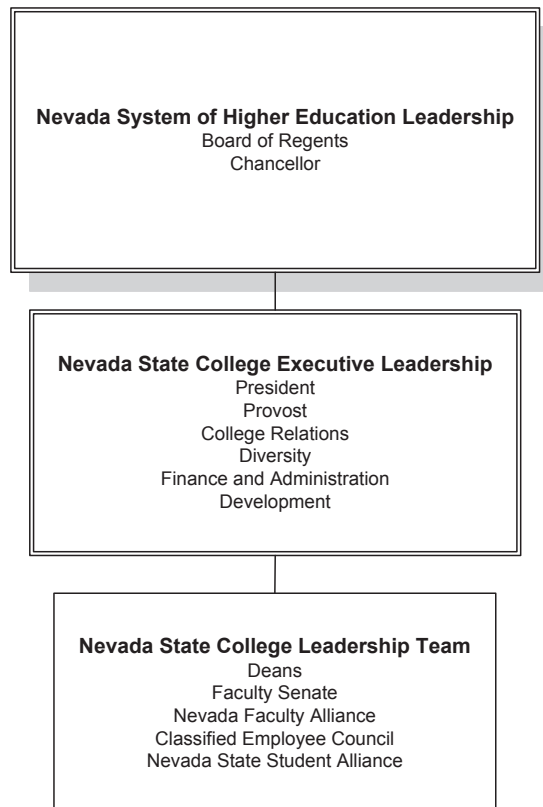 Nevada System of Higher Education Leadership
Board of Regents
Chancellor
Nevada State College Executive Leadership
President
Provost
College Relations
Diversity
Finance and Administration
Development
Nevada State College Leadership Team
Deans
Faculty Senate
Nevada Faculty Alliance
Classified Employee Council
Nevada State Student Alliance